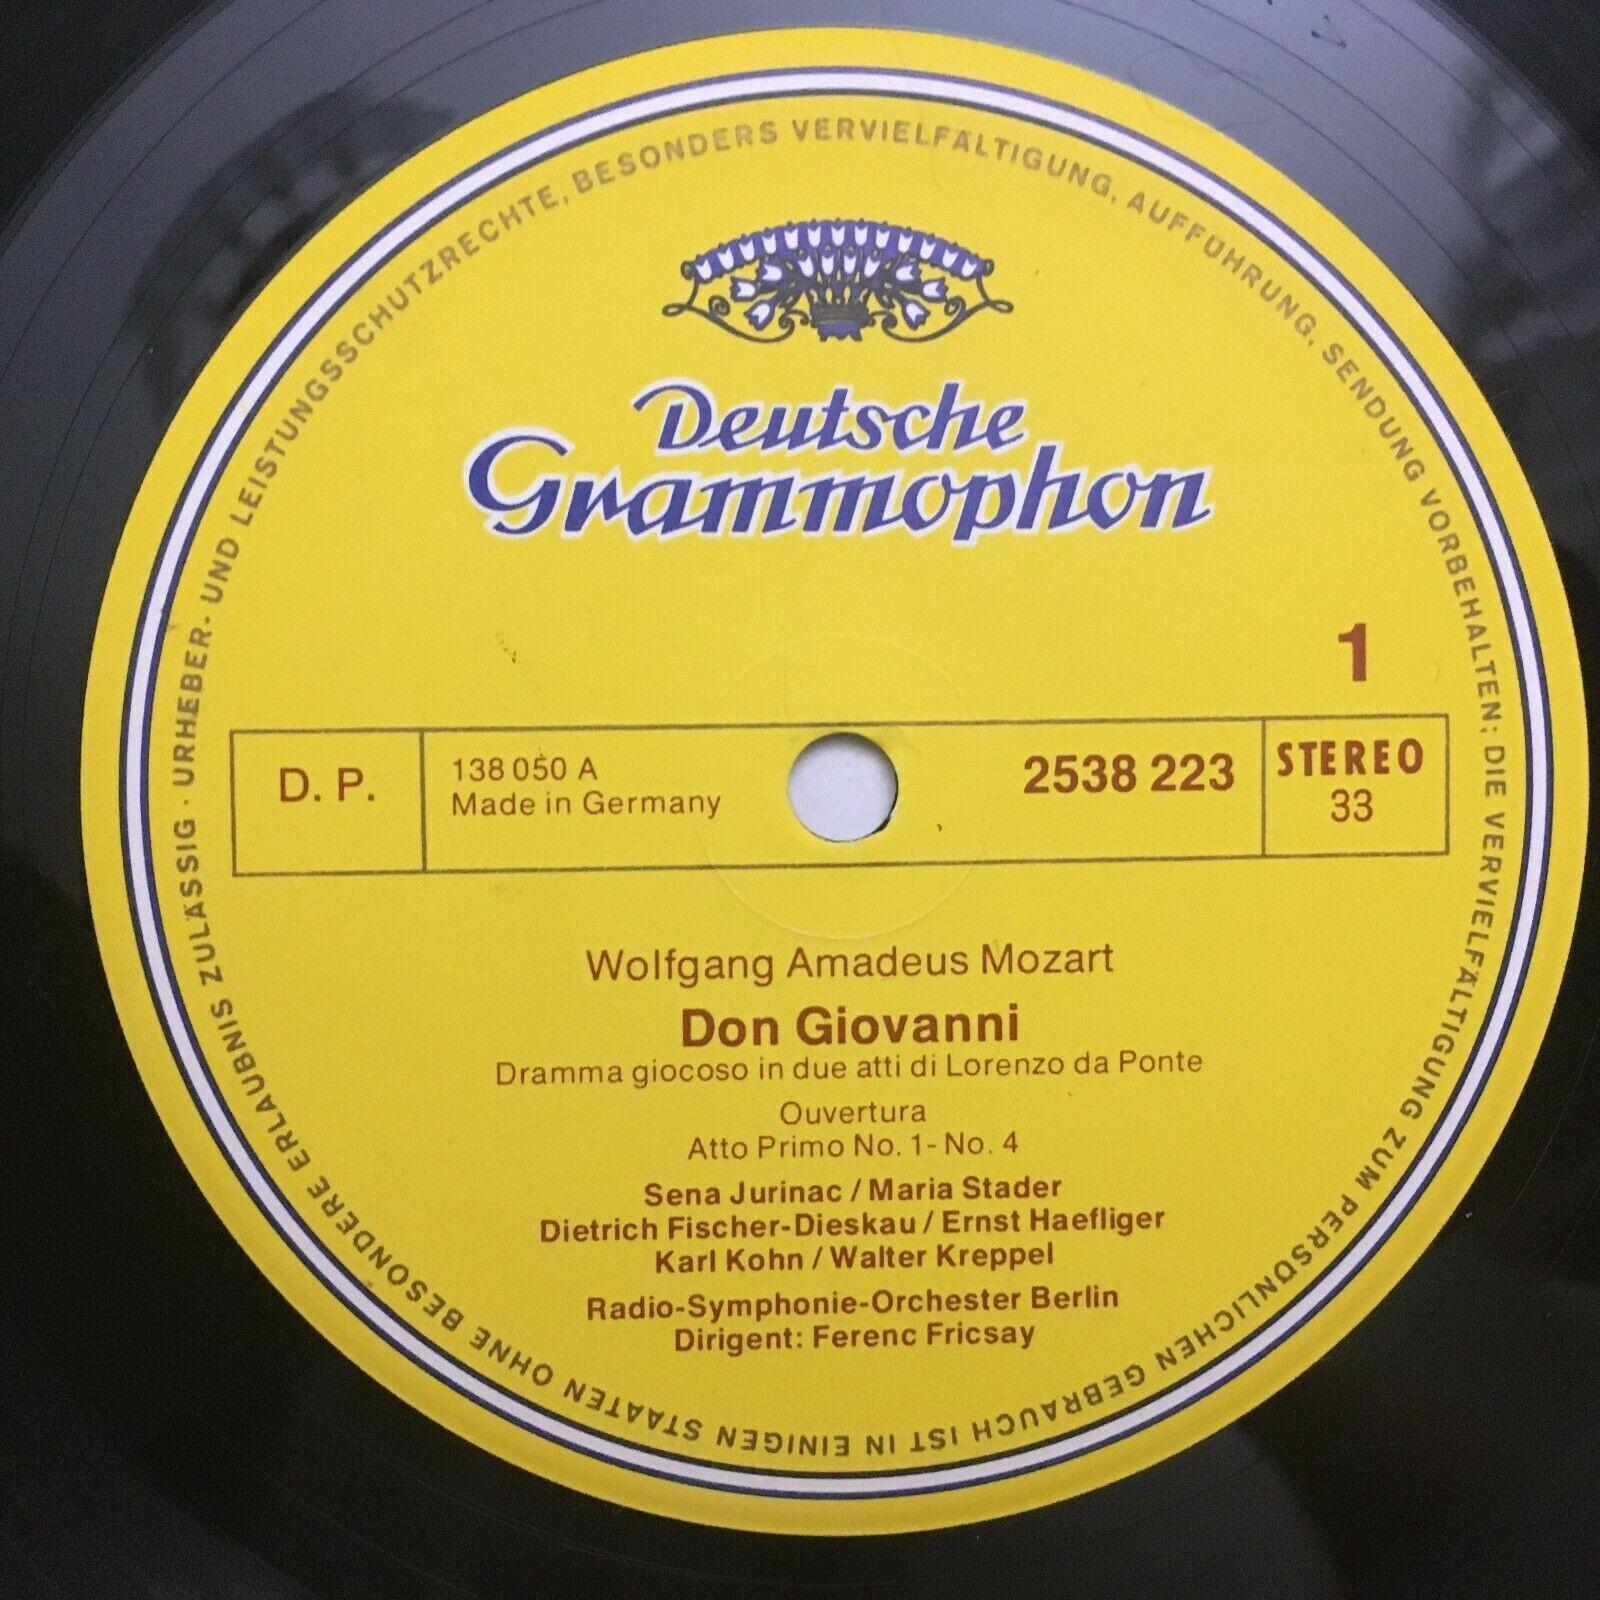 URHEBER- UND LEISTUNGSSCHUTZRECHTE, BESONDERS VERVIELFÄLTIGUNG, AUFFÜHRUNG, SENDUNG VORBEHALTEN; DIE VERVIELFÄLTIGUNG ZUM PERSÖNLICHEN GEBRAUCH IST IN EINIGEN STAATEN OHNE BESONDERE ERLAUBNIS ZULÄSSIG ·
Deutsche
Grammophon
1
D. P.
138 050 A
Made in Germany
2538 223
STEREO
33
Wolfgang Amadeus Mozart
Don Giovanni
Dramma giocoso in due atti di Lorenzo da Ponte
Ouvertura
Atto Primo No. 1 - No. 4
Sena Jurinac / Maria Stader
Dietrich Fischer-Dieskau / Ernst Haefliger
Karl Kohn / Walter Kreppel
Radio-Symphonie-Orchester Berlin
Dirigent: Ferenc Fricsay